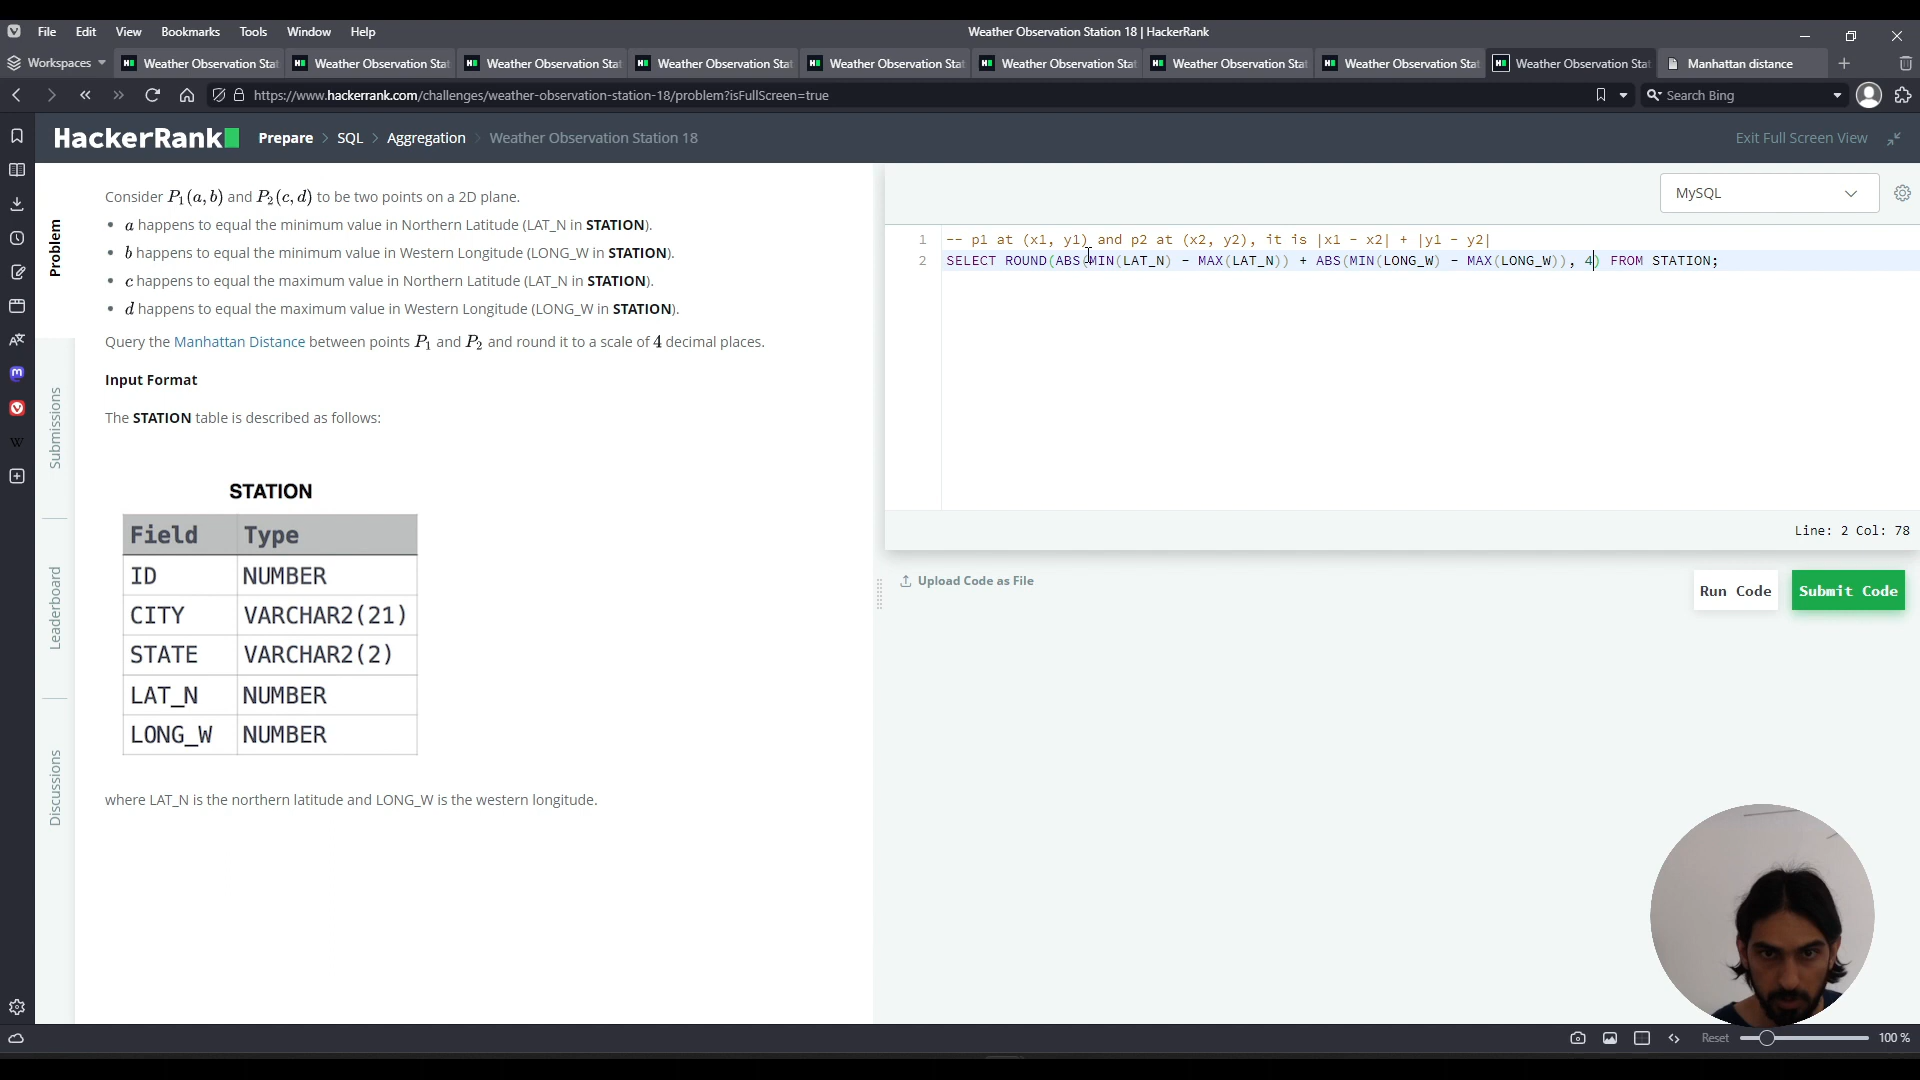 File Edit View Bookmarks Tools Window Help
Weather Observation Station 18 | HackerRank
Workspaces
Weather Observation Stat
Weather Observation Stat
Weather Observation Stat
Weather Observation Stat
Weather Observation Stat
Weather Observation Stat
Weather Observation Stat
Weather Observation Stat
Weather Observation Stat
Manhattan distance
https://www.hackerrank.com/challenges/weather-observation-station-18/problem?isFullScreen=true
Search Bing
HackerRank Prepare > SQL > Aggregation > Weather Observation Station 18
Exit Full Screen View
Problem
Submissions
Leaderboard
Discussions
Consider P₁(a, b) and P₂(c, d) to be two points on a 2D plane.
• a happens to equal the minimum value in Northern Latitude (LAT_N in STATION).
• b happens to equal the minimum value in Western Longitude (LONG_W in STATION).
• c happens to equal the maximum value in Northern Latitude (LAT_N in STATION).
• d happens to equal the maximum value in Western Longitude (LONG_W in STATION).
Query the Manhattan Distance between points P₁ and P₂ and round it to a scale of 4 decimal places.
Input Format
The STATION table is described as follows:
STATION
Field Type
ID NUMBER
CITY VARCHAR2(21)
STATE VARCHAR2(2)
LAT_N NUMBER
LONG_W NUMBER
where LAT_N is the northern latitude and LONG_W is the western longitude.
MySQL
1 -- p1 at (x1, y1) and p2 at (x2, y2), it is |x1 - x2| + |y1 - y2|
2 SELECT ROUND(ABS(MIN(LAT_N) - MAX(LAT_N)) + ABS(MIN(LONG_W) - MAX(LONG_W)), 4) FROM STATION;
Line: 2 Col: 78
Upload Code as File
Run Code
Submit Code
Reset
100 %